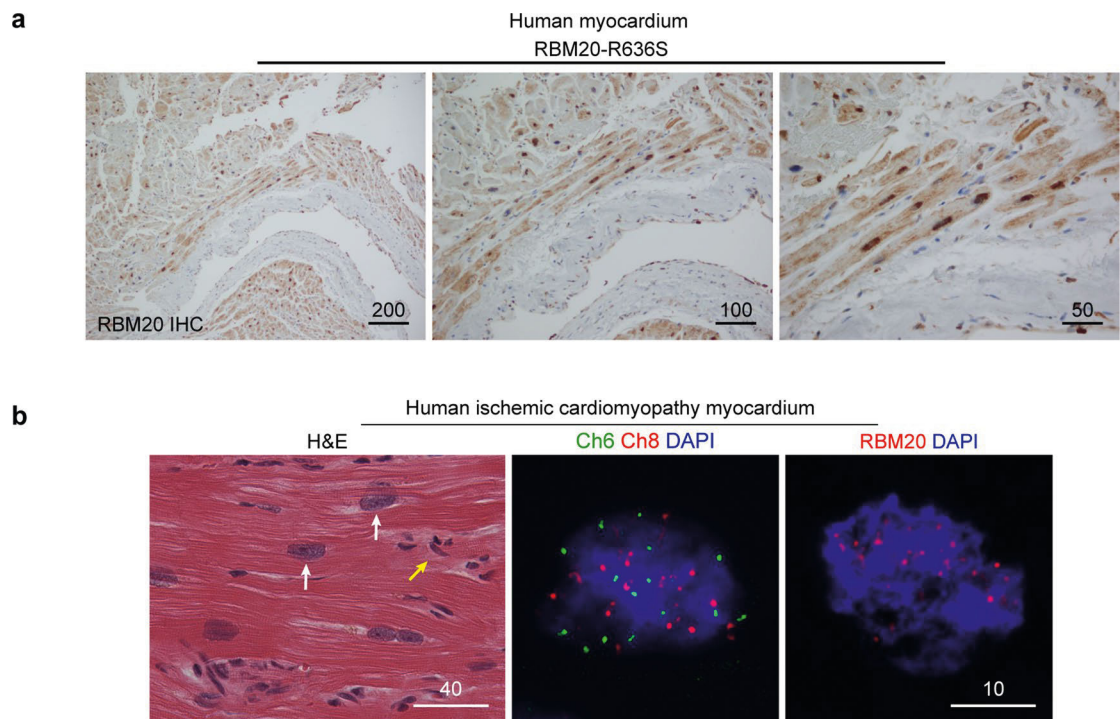 a
Human myocardium
RBM20-R636S
RBM20 IHC
200
100
50
b
Human ischemic cardiomyopathy myocardium
H&E
Ch6 Ch8 DAPI
RBM20 DAPI
40
10